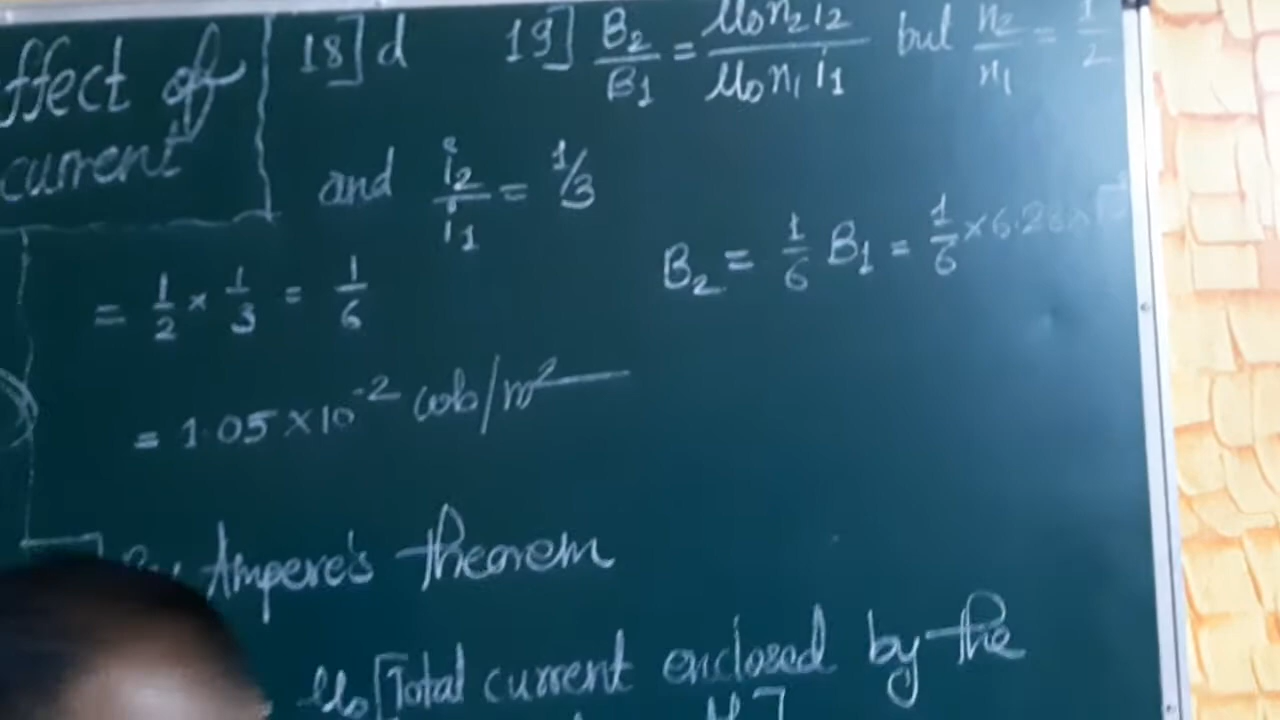 ffect of
current
18] d
19] B₂/B₁ = μ₀n₂i₂/μ₀n₁i₁ but n₂/n₁ = 1/2
and i₂/i₁ = 1/3
= 1/2 × 1/3 = 1/6
B₂ = 1/6 B₁ = 1/6 × 6.28×
= 1.05×10⁻² wb/m²
Ampere's theorem
μ₀[Total current enclosed by the